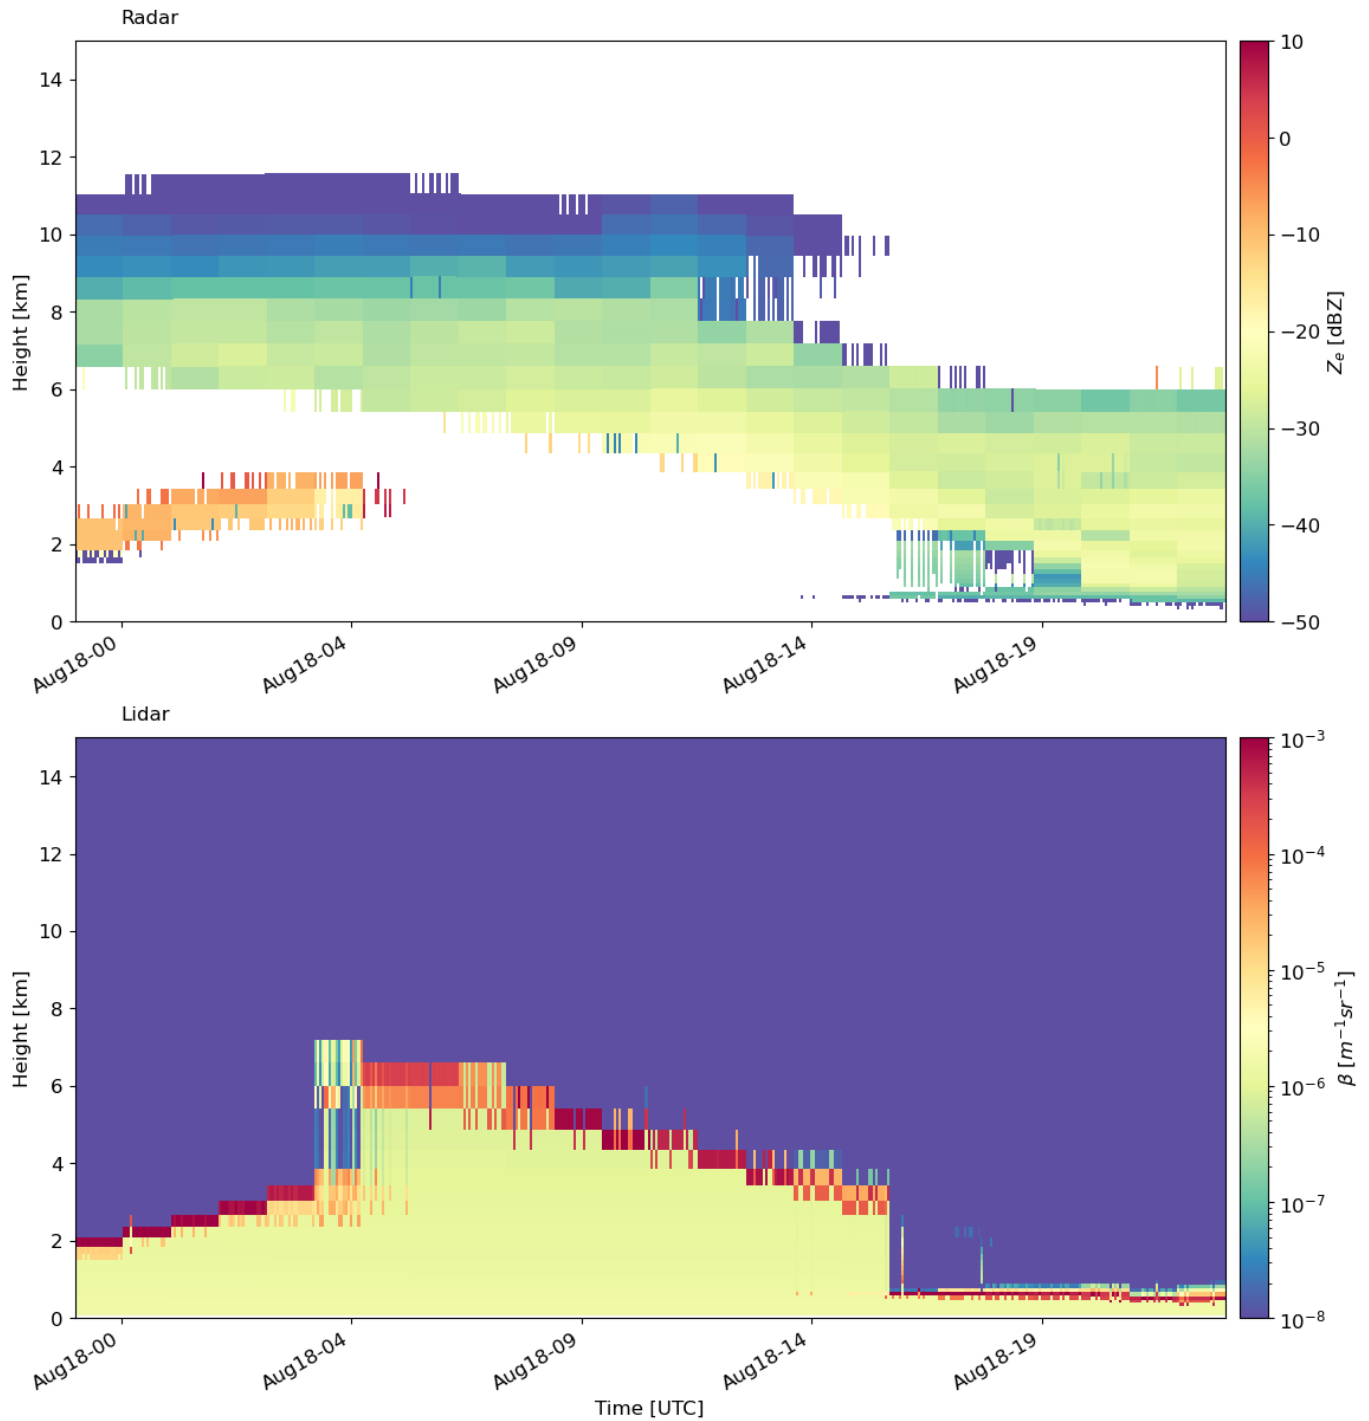 Radar
14
12
10
8
6
4
2
0
Height [km]
Aug18-00
Aug18-04
Aug18-09
Aug18-14
Aug18-19
10
0
−10
−20
−30
−40
−50
Z_e [dBZ]
Lidar
14
12
10
8
6
4
2
0
Height [km]
Aug18-00
Aug18-04
Aug18-09
Aug18-14
Aug18-19
Time [UTC]
10⁻³
10⁻⁴
10⁻⁵
10⁻⁶
10⁻⁷
10⁻⁸
β [m⁻¹sr⁻¹]